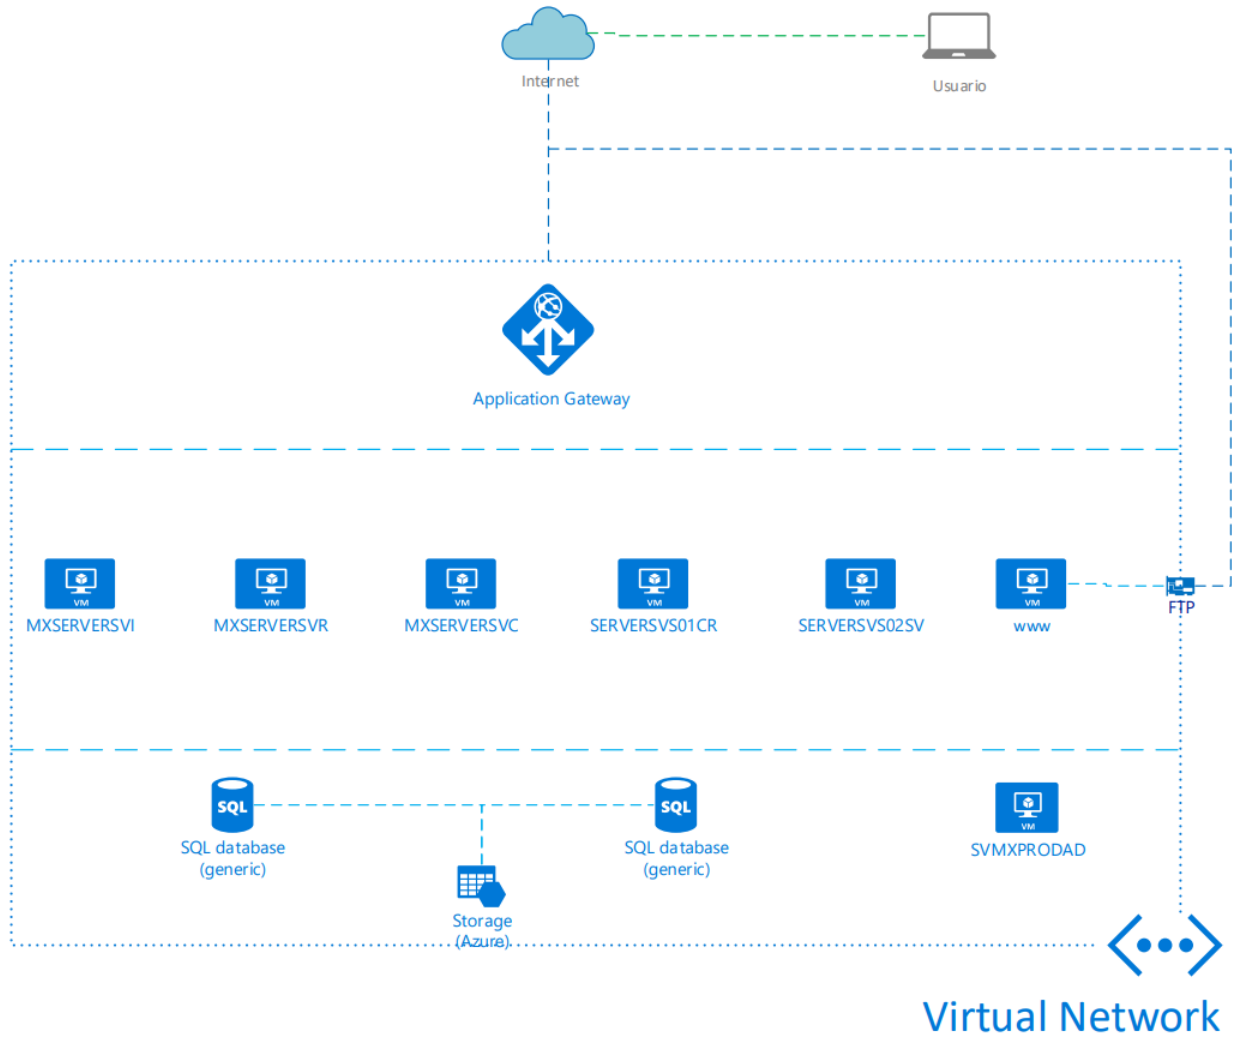 Internet
Usuario
Application Gateway
VM
VM
VM
VM
VM
VM
MXSERVERSVI
MXSERVERSVR
MXSERVERSVC
SERVERSVS01CR
SERVERSVS02SV
www
FTP
SQL
SQL
VM
SQL database
(generic)
SQL database
(generic)
SVMXPRODAD
Storage
(Azure)
Virtual Network